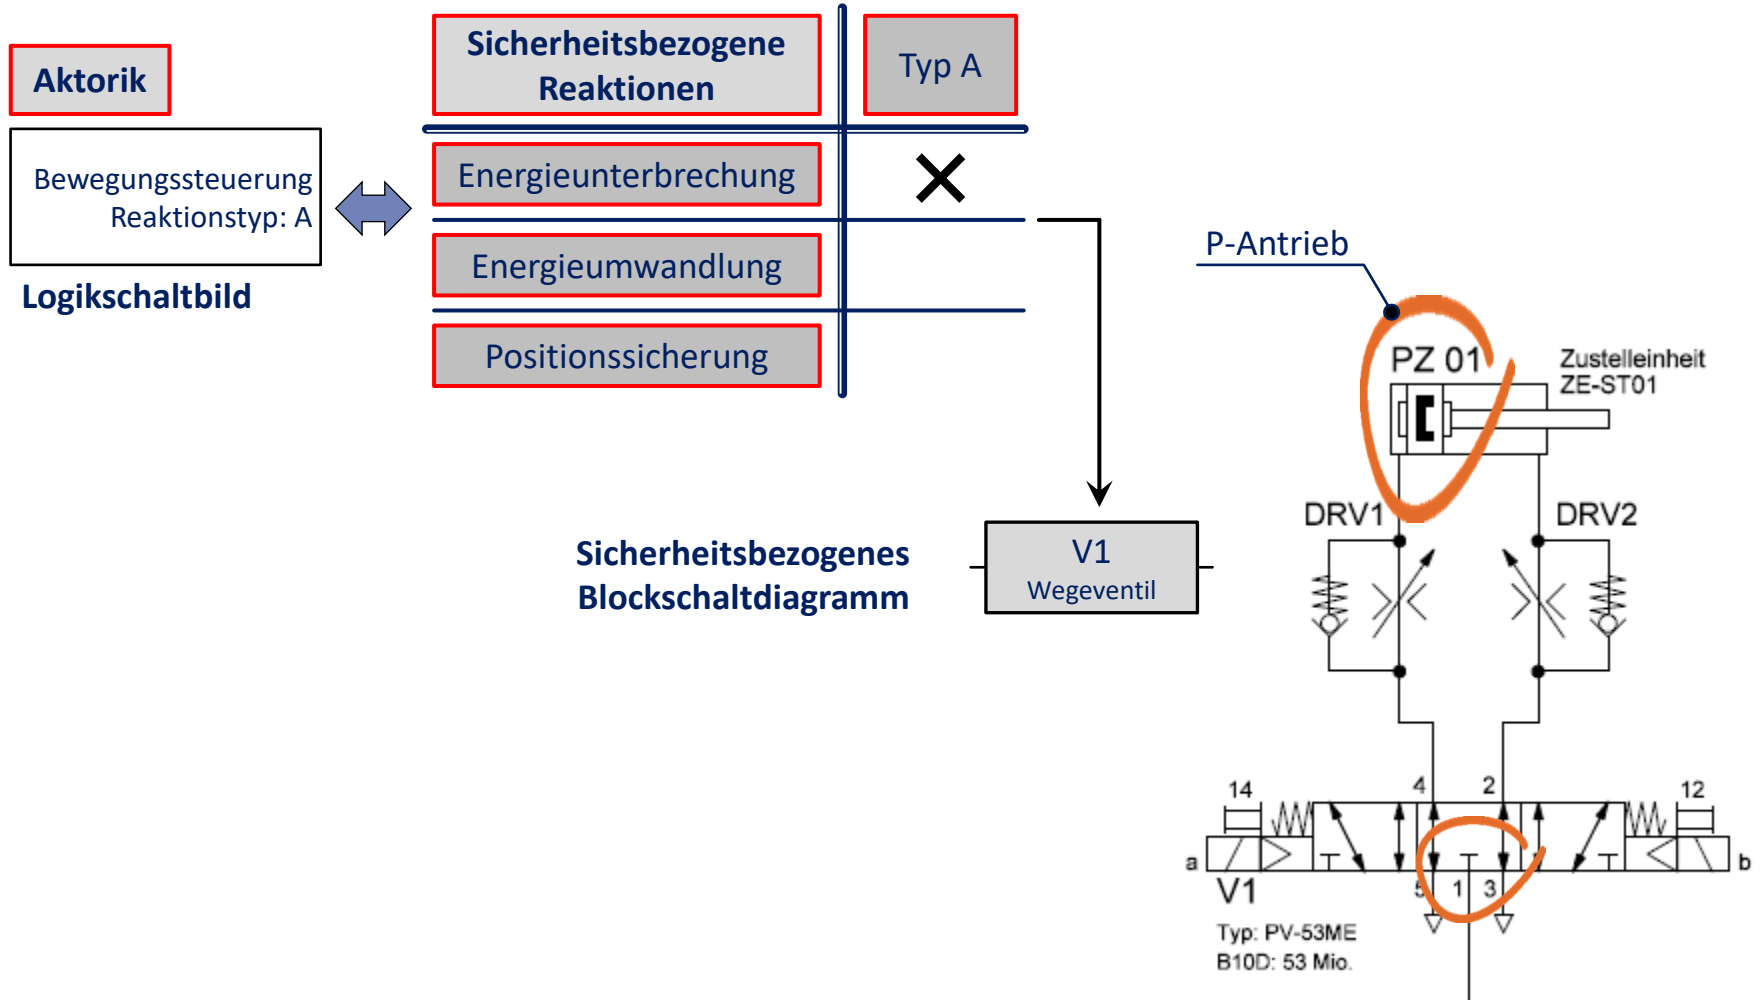 Aktorik
Bewegungssteuerung
Reaktionstyp: A
Logikschaltbild
Sicherheitsbezogene
Reaktionen
Typ A
Energieunterbrechung
Energieumwandlung
Positionssicherung
Sicherheitsbezogenes
Blockschaltdiagramm
V1
Wegeventil
P-Antrieb
PZ 01
Zustelleinheit
ZE-ST01
DRV1
DRV2
4
2
14
12
a
b
5
1
3
V1
Typ: PV-53ME
B10D: 53 Mio.